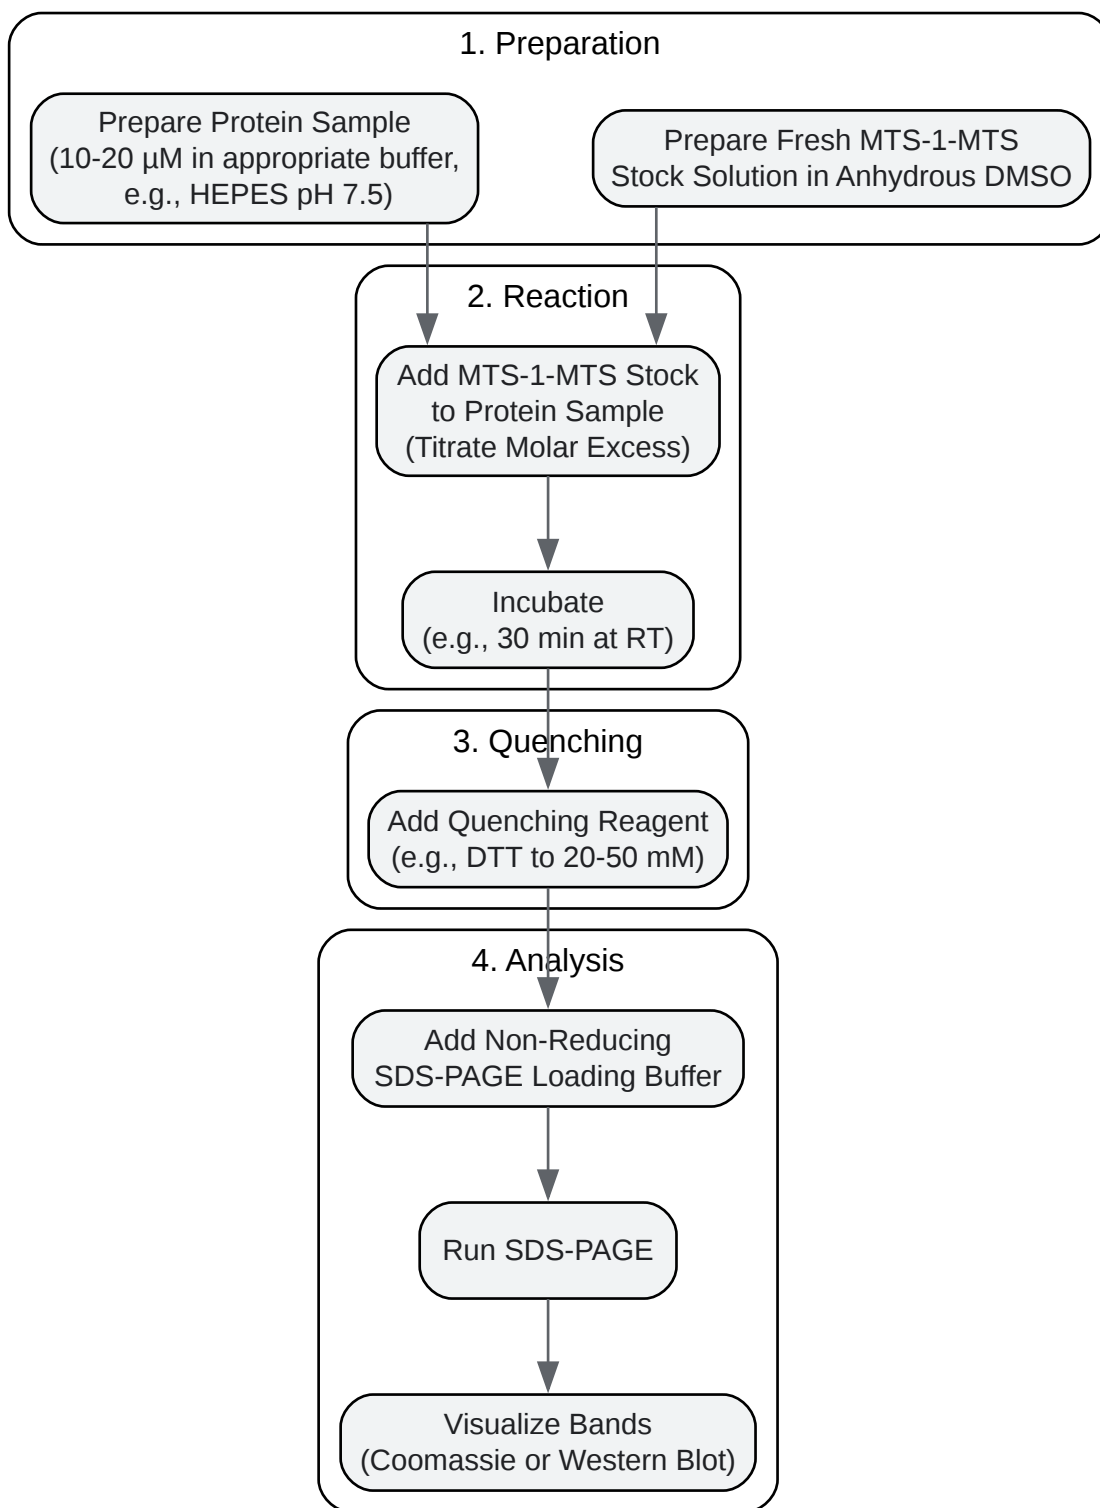 1. Preparation
Prepare Protein Sample
(10-20 µM in appropriate buffer,
e.g., HEPES pH 7.5)
Prepare Fresh MTS-1-MTS
Stock Solution in Anhydrous DMSO
2. Reaction
Add MTS-1-MTS Stock
to Protein Sample
(Titrate Molar Excess)
Incubate
(e.g., 30 min at RT)
3. Quenching
Add Quenching Reagent
(e.g., DTT to 20-50 mM)
4. Analysis
Add Non-Reducing
SDS-PAGE Loading Buffer
Run SDS-PAGE
Visualize Bands
(Coomassie or Western Blot)